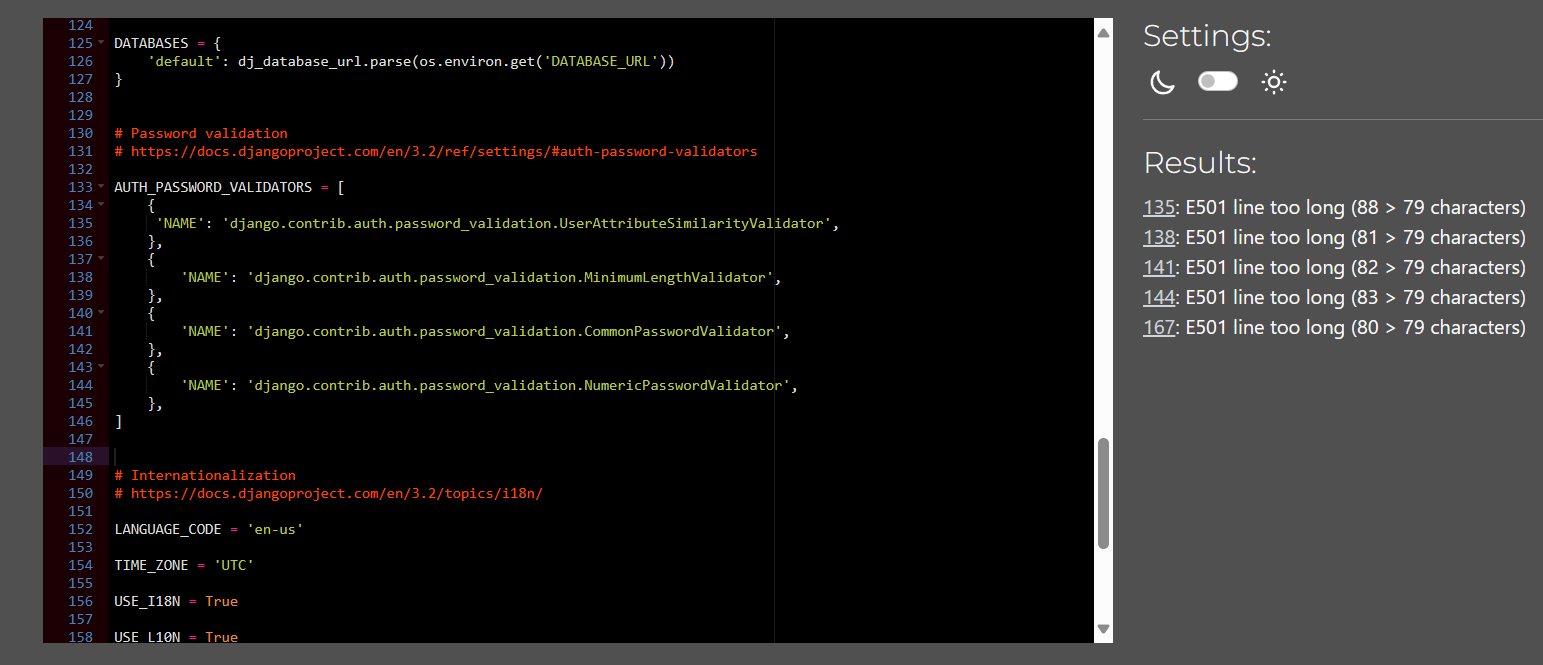 124
125 DATABASES = {
126     'default': dj_database_url.parse(os.environ.get('DATABASE_URL'))
127 }
128
129
130 # Password validation
131 # https://docs.djangoproject.com/en/3.2/ref/settings/#auth-password-validators
132
133 AUTH_PASSWORD_VALIDATORS = [
134     {
135      'NAME': 'django.contrib.auth.password_validation.UserAttributeSimilarityValidator',
136     },
137     {
138         'NAME': 'django.contrib.auth.password_validation.MinimumLengthValidator',
139     },
140     {
141         'NAME': 'django.contrib.auth.password_validation.CommonPasswordValidator',
142     },
143     {
144         'NAME': 'django.contrib.auth.password_validation.NumericPasswordValidator',
145     },
146 ]
147
148
149 # Internationalization
150 # https://docs.djangoproject.com/en/3.2/topics/i18n/
151
152 LANGUAGE_CODE = 'en-us'
153
154 TIME_ZONE = 'UTC'
155
156 USE_I18N = True
157
158 USE_L10N = True
Settings:
Results:
135: E501 line too long (88 > 79 characters)
138: E501 line too long (81 > 79 characters)
141: E501 line too long (82 > 79 characters)
144: E501 line too long (83 > 79 characters)
167: E501 line too long (80 > 79 characters)